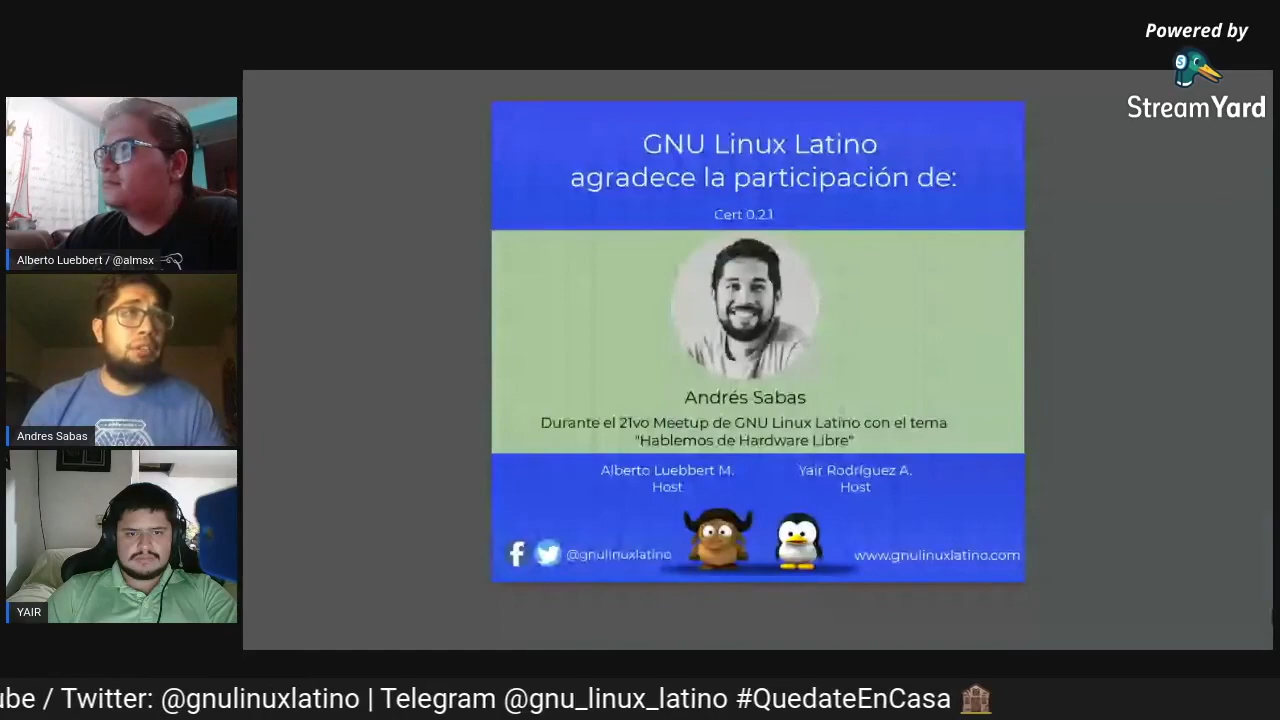 Powered by
StreamYard
GNU Linux Latino
agradece la participación de:
Cert 0.2.1
Andrés Sabas
Durante el 21vo Meetup de GNU Linux Latino con el tema
"Hablemos de Hardware Libre"
Alberto Luebbert M.
Host
Yair Rodríguez A.
Host
@gnulinuxlatino
www.gnulinuxlatino.com
Alberto Luebbert / @almsx
Andres Sabas
YAIR
ube / Twitter: @gnulinuxlatino | Telegram @gnu_linux_latino #QuedateEnCasa